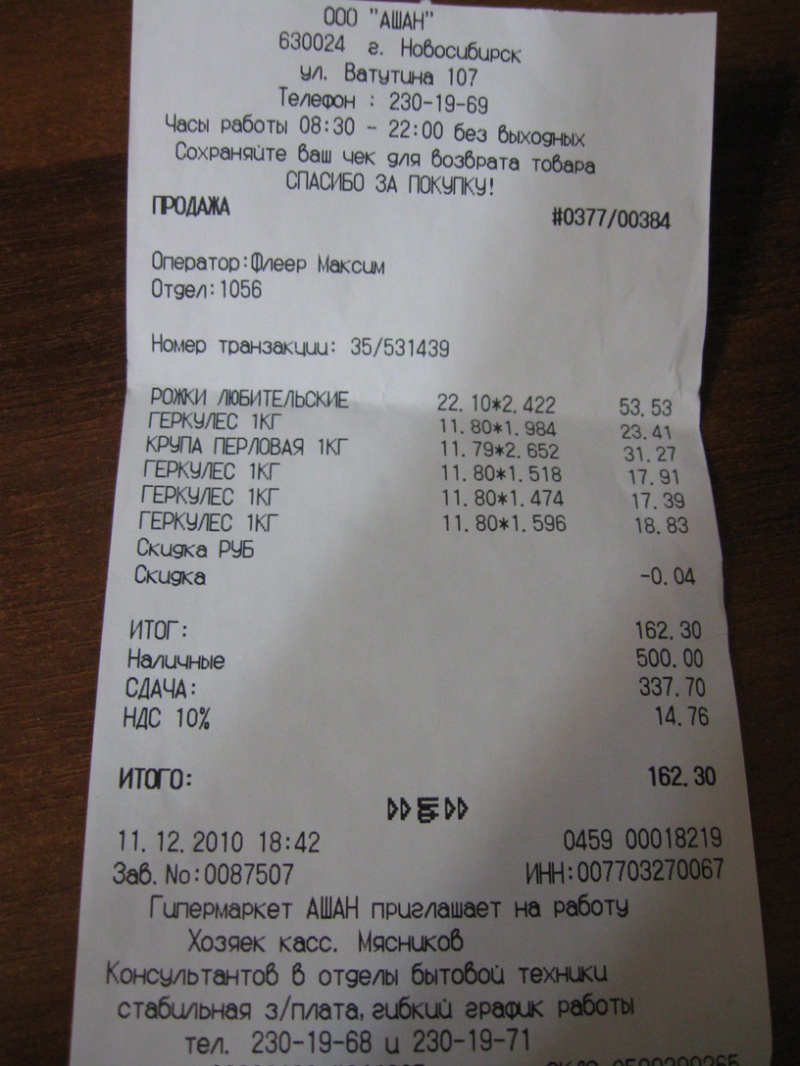 ООО "АШАН"
630024 г. Новосибирск
ул. Ватутина 107
Телефон : 230-19-69
Часы работы 08:30 - 22:00 без выходных
Сохраняйте ваш чек для возврата товара
СПАСИБО ЗА ПОКУПКУ!
ПРОДАЖА #0377/00384
Оператор:Флеер Максим
Отдел:1056
Номер транзакции: 35/531439
РОЖКИ ЛЮБИТЕЛЬСКИЕ 22.10*2.422 53.53
ГЕРКУЛЕС 1КГ 11.80*1.984 23.41
КРУПА ПЕРЛОВАЯ 1КГ 11.79*2.652 31.27
ГЕРКУЛЕС 1КГ 11.80*1.518 17.91
ГЕРКУЛЕС 1КГ 11.80*1.474 17.39
ГЕРКУЛЕС 1КГ 11.80*1.596 18.83
Скидка РУБ
Скидка -0.04
ИТОГ: 162.30
Наличные 500.00
СДАЧА: 337.70
НДС 10% 14.76
ИТОГО: 162.30
11.12.2010 18:42 0459 00018219
Зав. No:0087507 ИНН:007703270067
Гипермаркет АШАН приглашает на работу
Хозяек касс. Мясников
Консультантов в отделы бытовой техники
стабильная з/плата,гибкий график работы
тел. 230-19-68 и 230-19-71